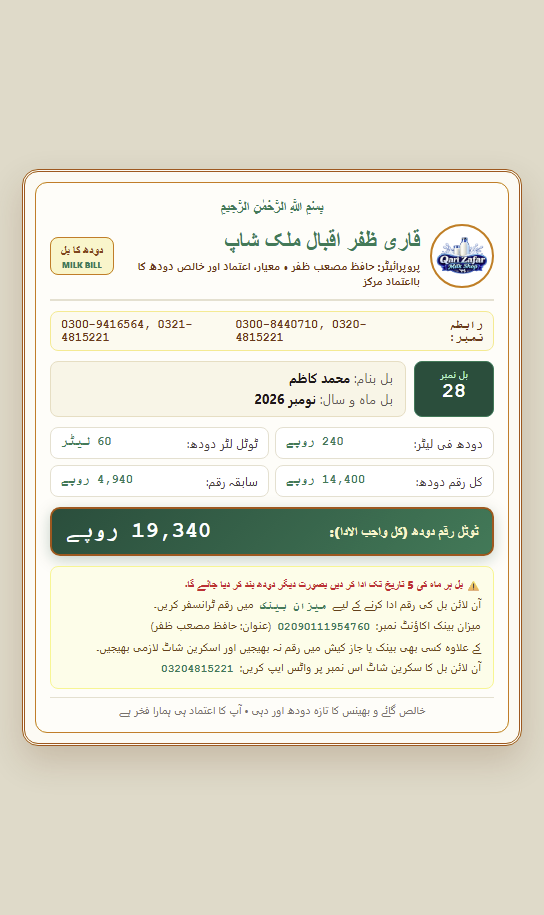 بِسْمِ اللهِ الرَّحْمٰنِ الرَّحِيْمِ
Qari Zafar
Milk Shop
قاری ظفر اقبال ملک شاپ
پروپرائیٹر: حافظ مصعب ظفر • معیار، اعتماد اور خالص دودھ کا
بااعتماد مرکز
دودھ کا بل
MILK BILL
رابطہ نمبر:
0300-8440710, 0320-4815221
0300-9416564, 0321-4815221
بل نمبر
28
بل بنام: محمد کاظم
بل ماہ و سال: نومبر 2026
دودھ فی لیٹر: 240 روپے
ٹوٹل لٹر دودھ: 60 لیٹر
کل رقم دودھ: 14,400 روپے
سابقہ رقم: 4,940 روپے
ٹوٹل رقم دودھ (کل واجب الادا): 19,340 روپے
⚠️ بل ہر ماہ کی 5 تاریخ تک ادا کر دیں بصورت دیگر دودھ بند کر دیا جائے گا۔
آن لائن بل کی رقم ادا کرنے کے لیے میزان بینک میں رقم ٹرانسفر کریں۔
میزان بینک اکاؤنٹ نمبر: 02090111954760 (عنوان: حافظ مصعب ظفر)
کے علاوہ کسی بھی بینک یا جاز کیش میں رقم نہ بھیجیں اور اسکرین شاٹ لازمی بھیجیں۔
آن لائن بل کا سکرین شاٹ اس نمبر پر واٹس ایپ کریں: 03204815221
خالص گائے و بھینس کا تازہ دودھ اور دہی • آپ کا اعتماد ہی ہمارا فخر ہے